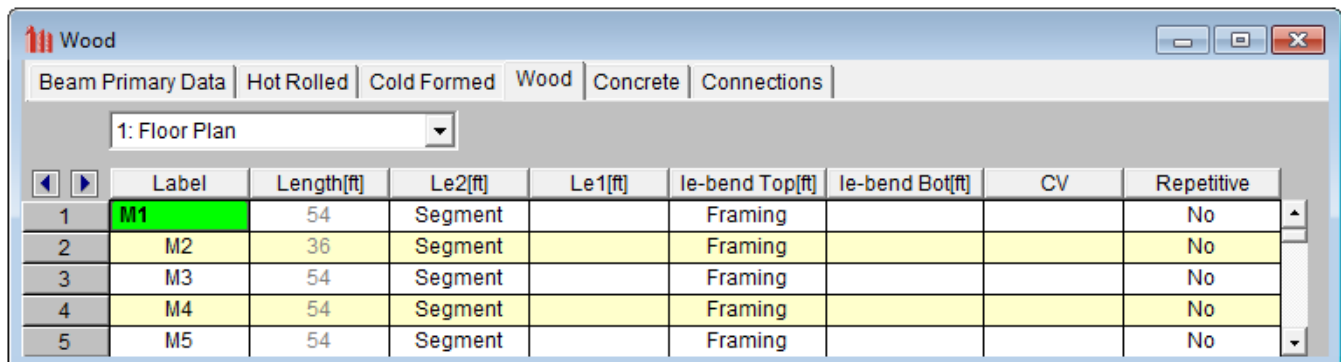 Wood
Beam Primary Data Hot Rolled Cold Formed Wood Concrete Connections
1: Floor Plan
Label Length[ft] Le2[ft] Le1[ft] le-bend Top[ft] le-bend Bot[ft] CV Repetitive
1 M1 54 Segment Framing No
2 M2 36 Segment Framing No
3 M3 54 Segment Framing No
4 M4 54 Segment Framing No
5 M5 54 Segment Framing No